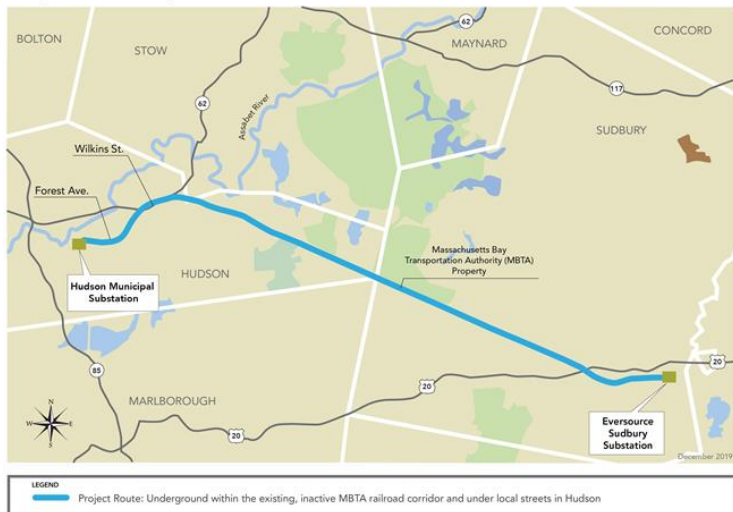 BOLTON
STOW
62
MAYNARD
CONCORD
62
117
Assabet River
SUDBURY
Wilkins St.
Forest Ave.
Massachusetts Bay
Transportation Authority (MBTA)
Property
HUDSON
Hudson Municipal
Substation
20
85
20
MARLBOROUGH
N
W
E
S
20
Eversource
Sudbury
Substation
December 2019
LEGEND
Project Route: Underground within the existing, inactive MBTA railroad corridor and under local streets in Hudson